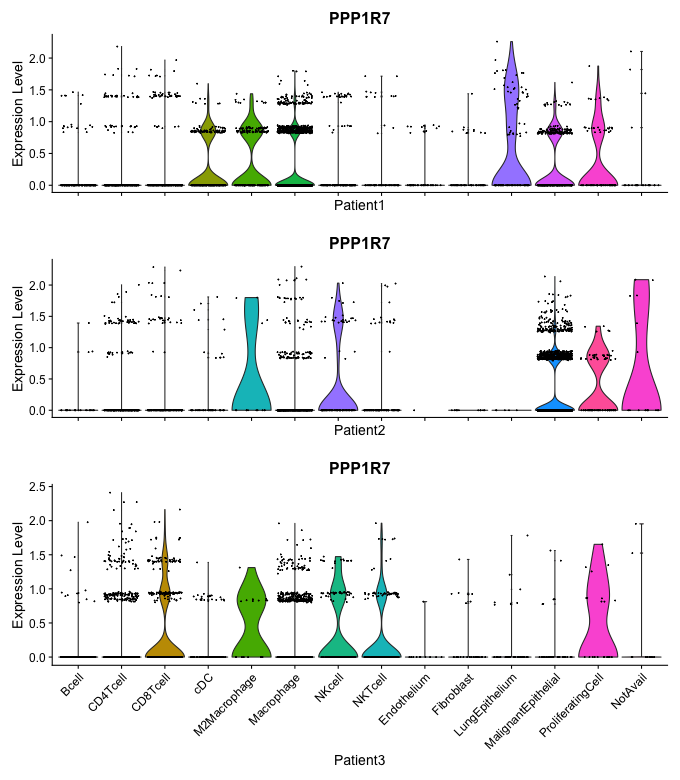 PPP1R7
Expression Level
2.0
1.5
1.0
0.5
0.0
Patient1
PPP1R7
Expression Level
2.0
1.5
1.0
0.5
0.0
Patient2
PPP1R7
Expression Level
2.5
2.0
1.5
1.0
0.5
0.0
Bcell
CD4Tcell
CD8Tcell
cDC
M2Macrophage
Macrophage
NKcell
NKTcell
Endothelium
Fibroblast
LungEpithelium
MalignantEpithelial
ProliferatingCell
NotAvail
Patient3